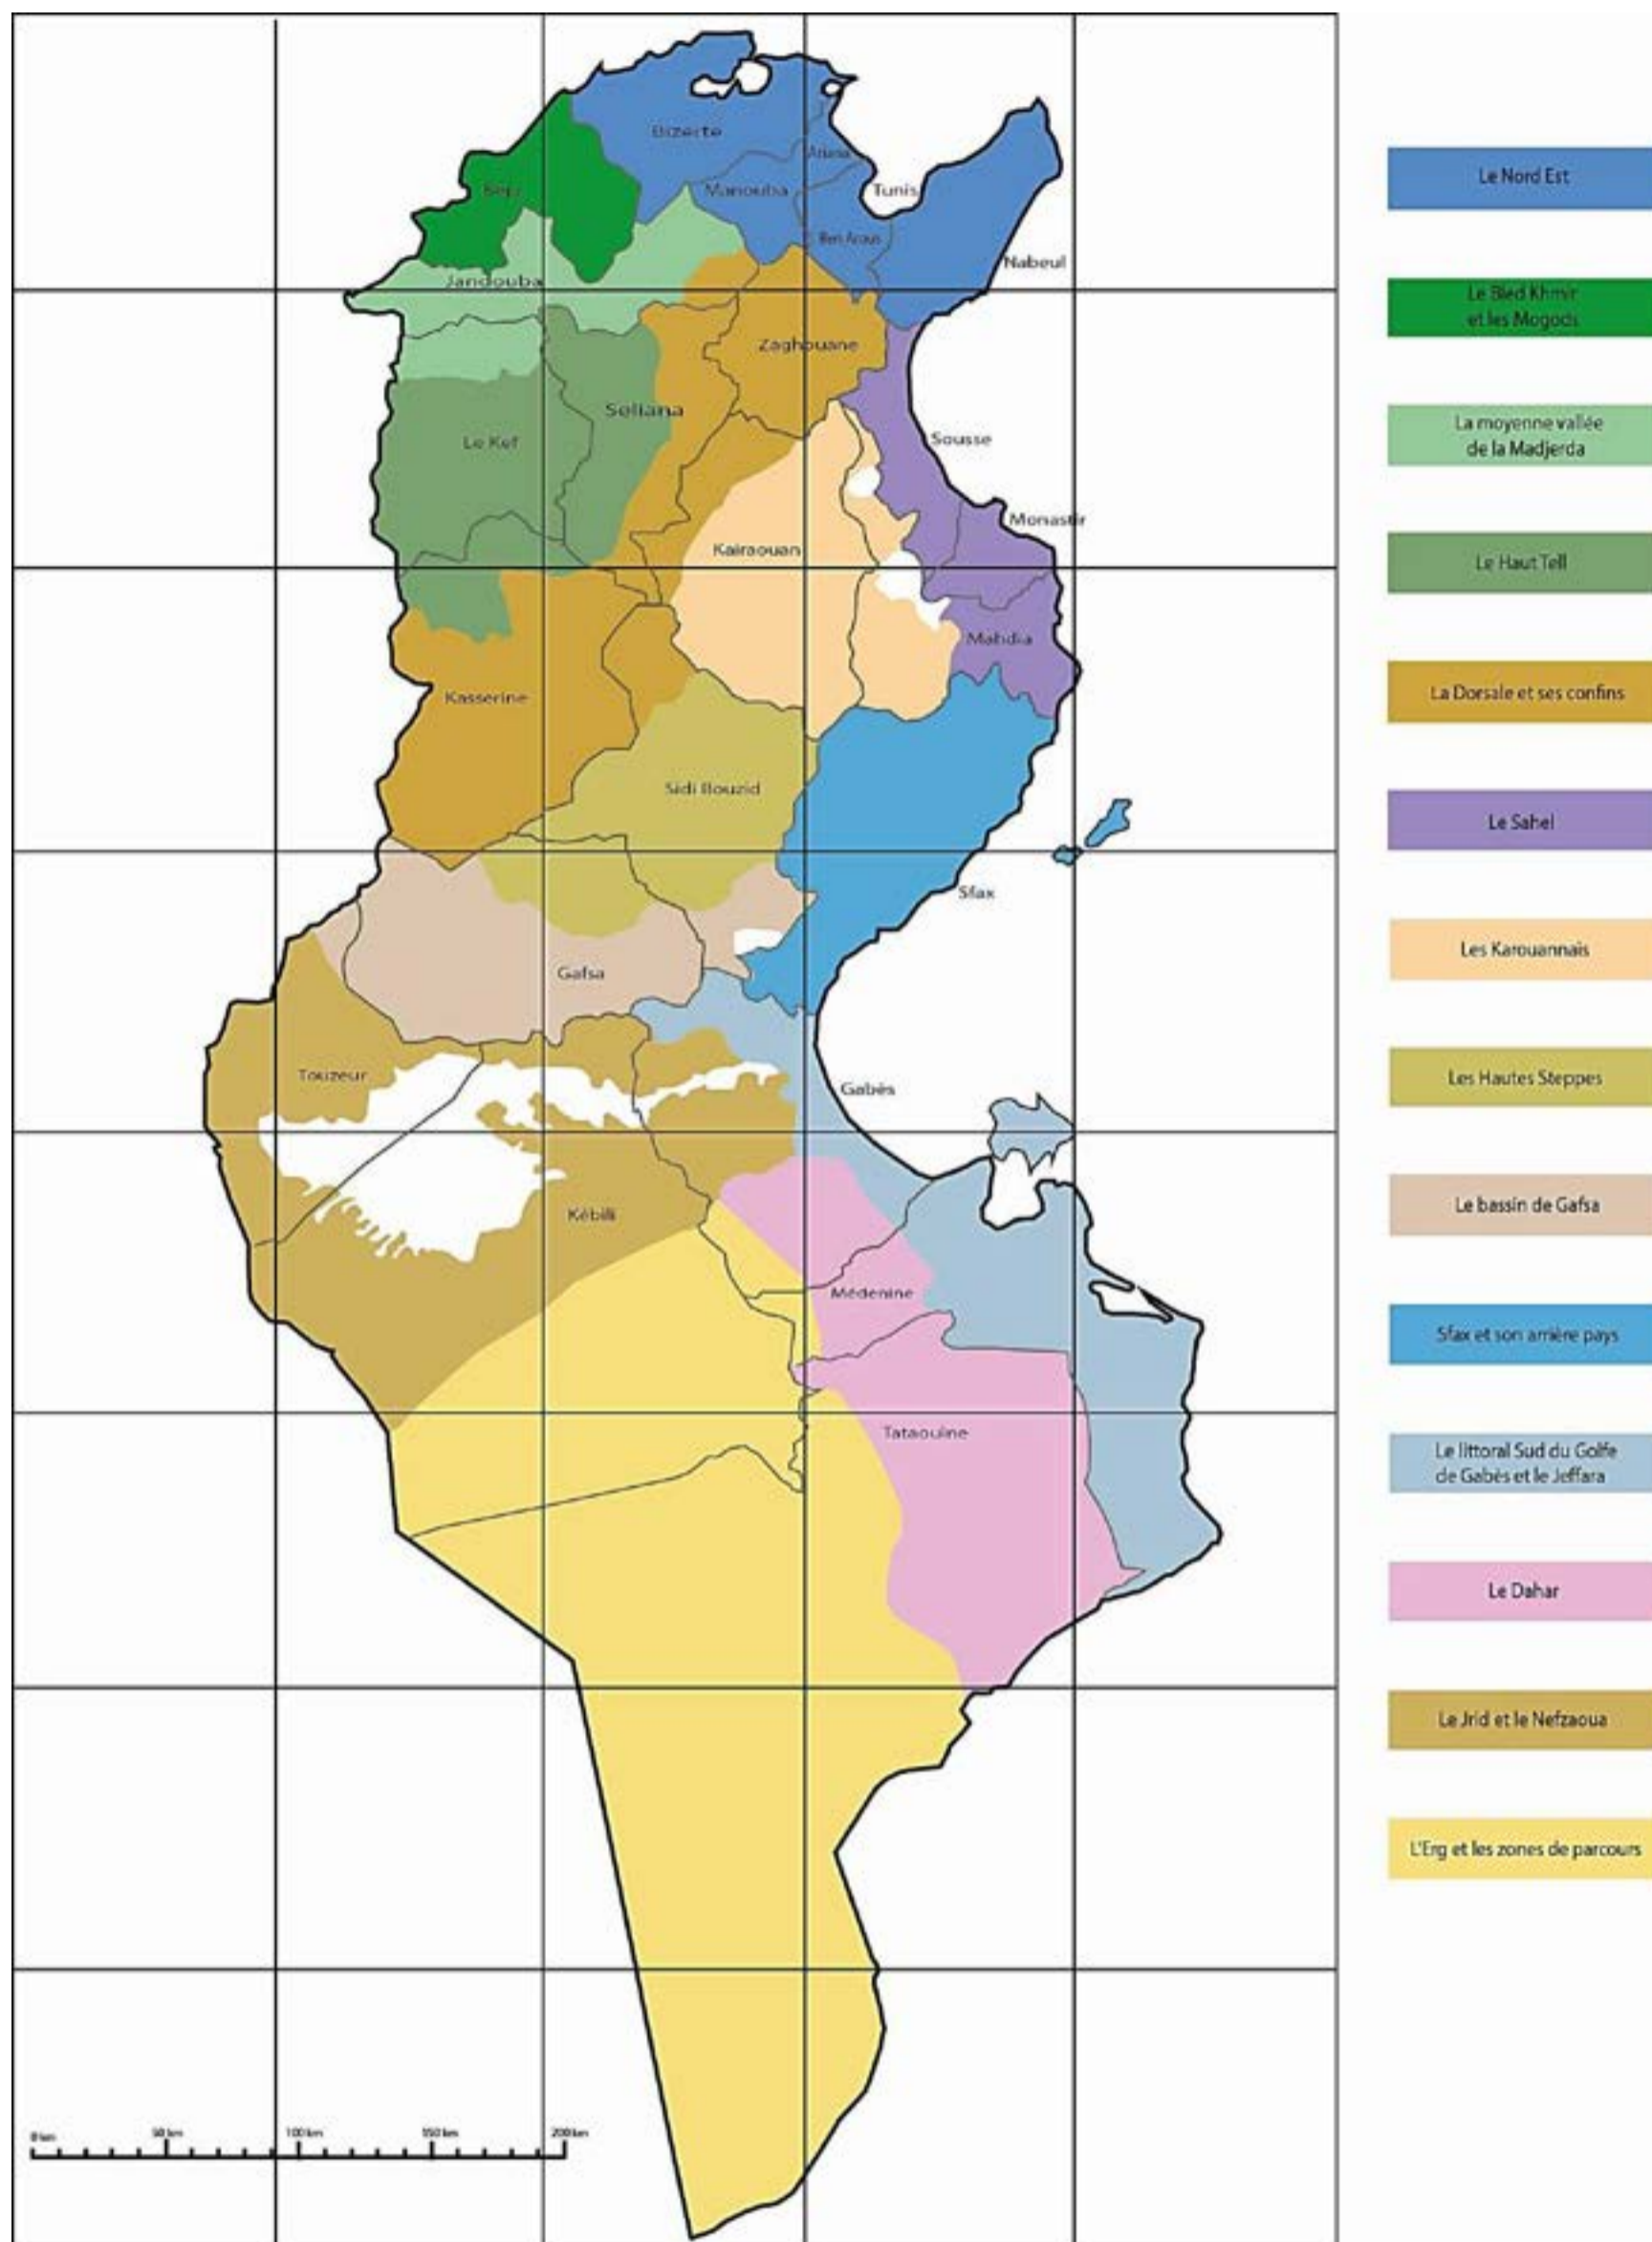 Bizerte
Ariana
Beja
Manouba
Tunis
Ben Arous
Nabeul
Jandouba
Zaghouane
Seliana
Le Kef
Sousse
Monastir
Kairaouan
Mahdia
Kasserine
Sidi Bouzid
Sfax
Gafsa
Touzeur
Gabès
Kébili
Médenine
Tataouine
0 km
50 km
100 km
150 km
200 km
Le Nord Est
Le Bled Khmir
et les Mogods
La moyenne vallée
de la Madjerda
Le Haut Tell
La Dorsale et ses confins
Le Sahel
Les Karouannais
Les Hautes Steppes
Le bassin de Gafsa
Sfax et son arrière pays
Le littoral Sud du Golfe
de Gabès et le Jeffara
Le Dahar
Le Jrid et le Nefzaoua
L'Erg et les zones de parcours